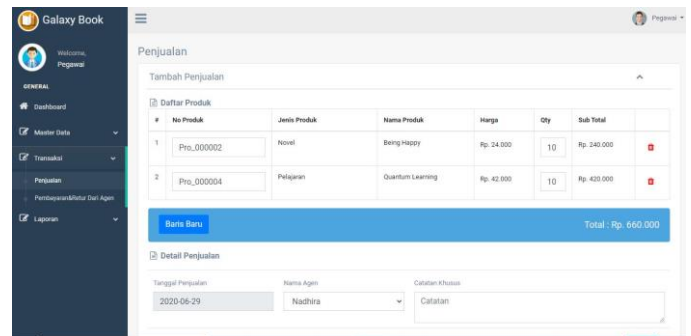 Galaxy Book
Pegawai
Welcome,
Pegawai
Penjualan
Tambah Penjualan
GENERAL
Dashboard
Master Data
Transaksi
Penjualan
Pembayaran&Retur Dari Agen
Laporan
Daftar Produk
# No Produk Jenis Produk Nama Produk Harga Qty Sub Total
1 Pro_000002 Novel Being Happy Rp. 24.000 10 Rp. 240.000
2 Pro_000004 Pelajaran Quantum Learning Rp. 42.000 10 Rp. 420.000
Baris Baru Total : Rp. 660.000
Detail Penjualan
Tanggal Penjualan Nama Agen Catatan Khusus
2020-06-29 Nadhira Catatan